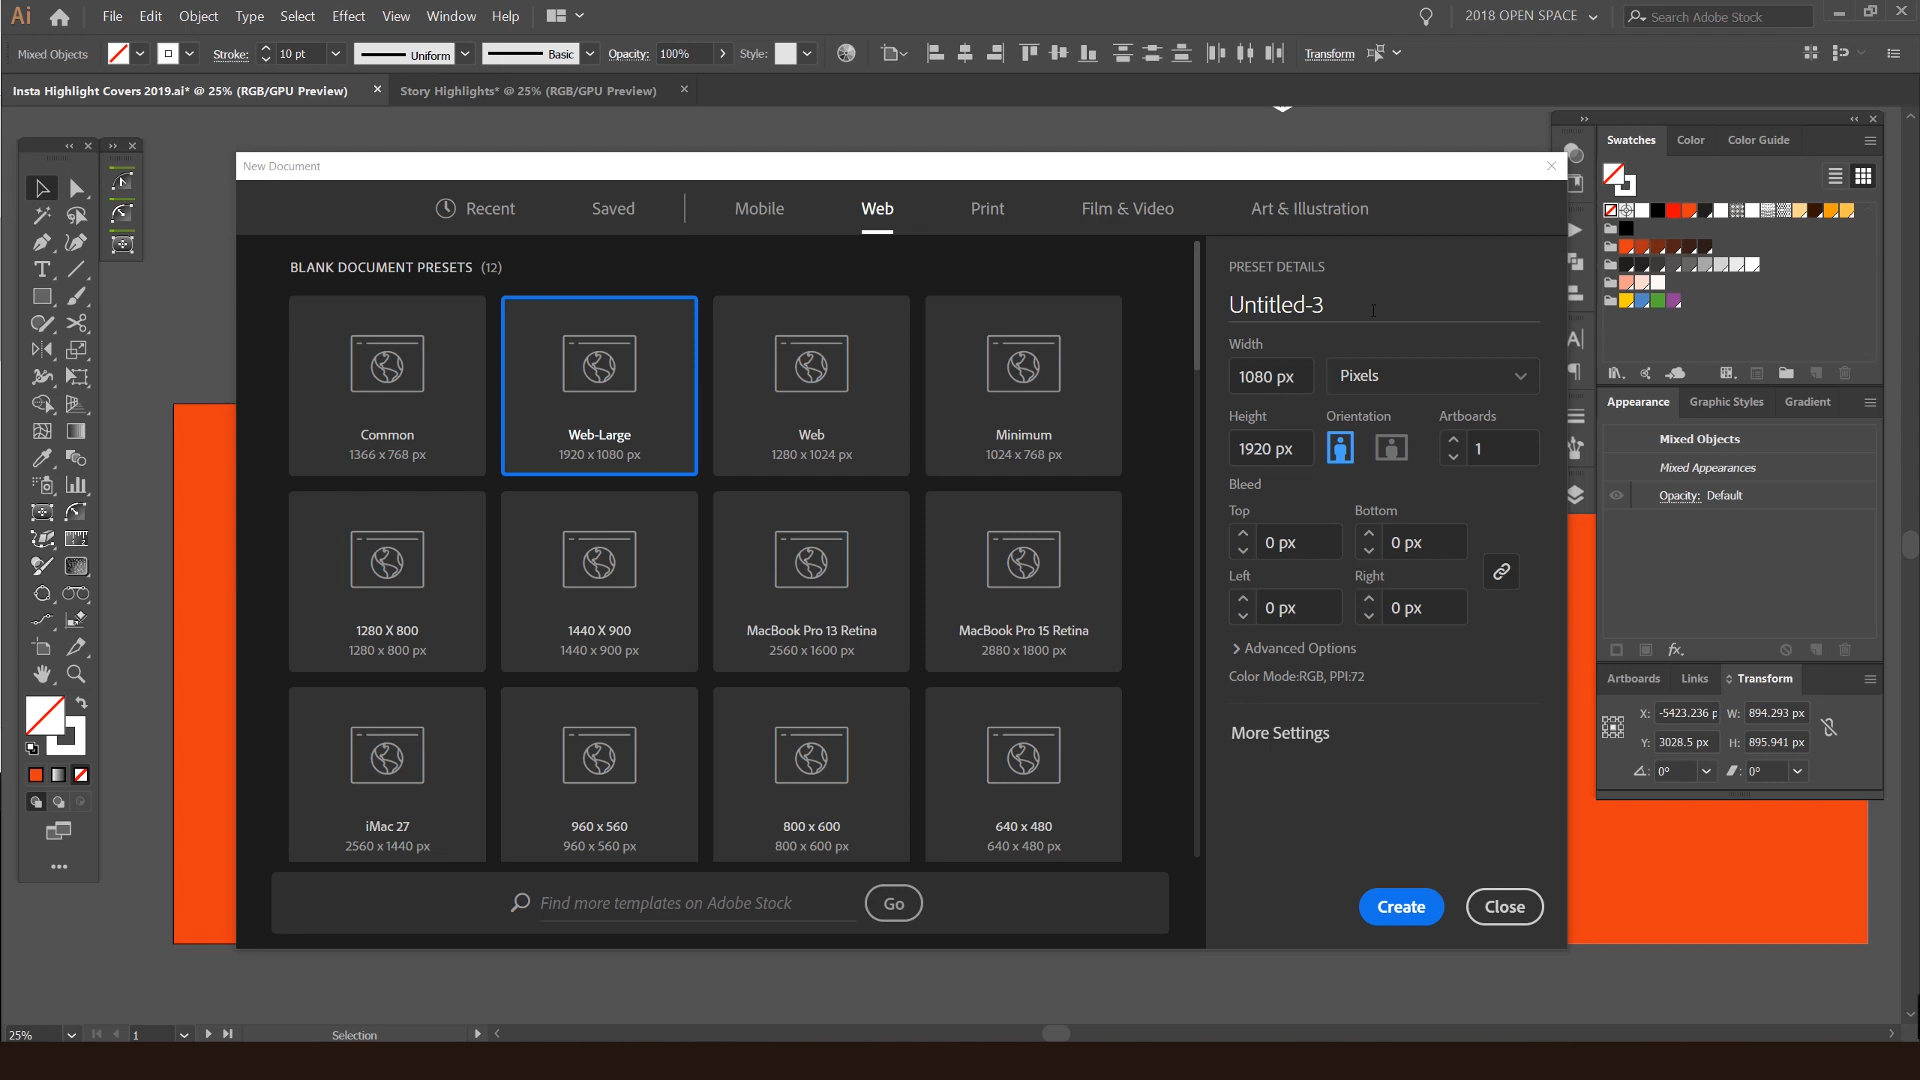 Ai File Edit Object Type Select Effect View Window Help 2018 OPEN SPACE Search Adobe Stock
Mixed Objects Stroke: 10 pt Uniform Basic Opacity: 100% Style: Transform
Insta Highlight Covers 2019.ai* @ 25% (RGB/GPU Preview) Story Highlights* @ 25% (RGB/GPU Preview)
New Document
Recent Saved Mobile Web Print Film & Video Art & Illustration
BLANK DOCUMENT PRESETS (12)
Common
1366 x 768 px
Web-Large
1920 x 1080 px
Web
1280 x 1024 px
Minimum
1024 x 768 px
1280 X 800
1280 x 800 px
1440 X 900
1440 x 900 px
MacBook Pro 13 Retina
2560 x 1600 px
MacBook Pro 15 Retina
2880 x 1800 px
iMac 27
2560 x 1440 px
960 x 560
960 x 560 px
800 x 600
800 x 600 px
640 x 480
640 x 480 px
Find more templates on Adobe Stock Go
PRESET DETAILS
Untitled-3
Width
1080 px Pixels
Height Orientation Artboards
1920 px 1
Bleed
Top Bottom
0 px 0 px
Left Right
0 px 0 px
Advanced Options
Color Mode:RGB, PPI:72
More Settings
Create Close
Swatches Color Color Guide
Appearance Graphic Styles Gradient
Mixed Objects
Mixed Appearances
Opacity: Default
fx.
Artboards Links Transform
X: -5423.236 p W: 894.293 px
Y: 3028.5 px H: 895.941 px
0° 0°
25% 1 Selection